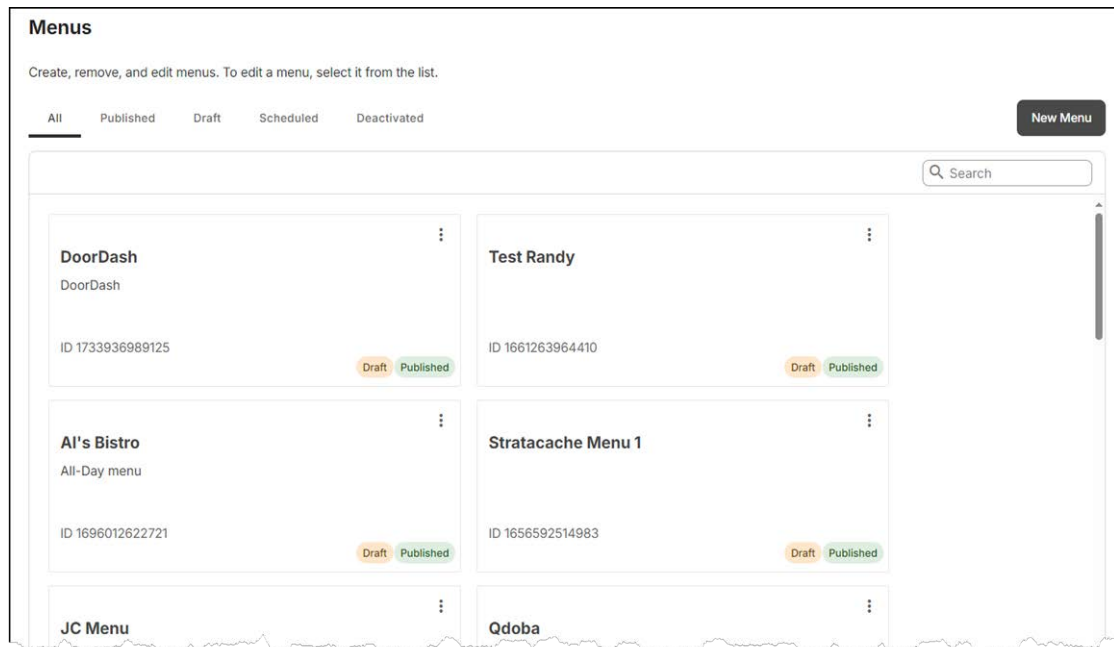 Menus
Create, remove, and edit menus. To edit a menu, select it from the list.
All Published Draft Scheduled Deactivated New Menu
Search
DoorDash
DoorDash
ID 1733936989125
Draft Published
Test Randy
ID 1661263964410
Draft Published
Al's Bistro
All-Day menu
ID 1696012622721
Draft Published
Stratacache Menu 1
ID 1656592514983
Draft Published
JC Menu
Qdoba